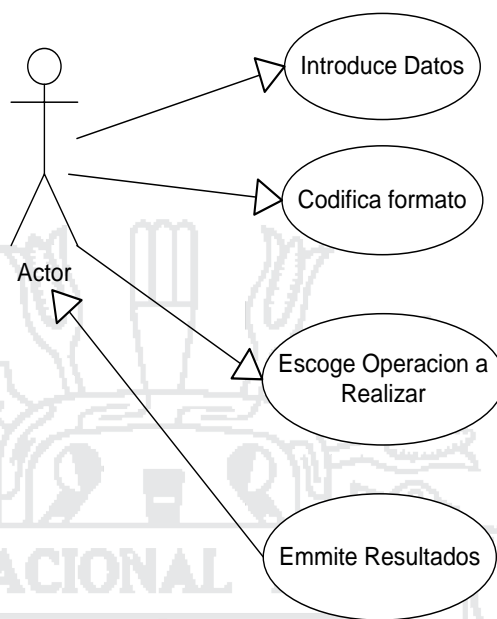 Introduce Datos
Codifica formato
Actor
Escoge Operacion a
Realizar
Emmite Resultados
ACIONAL